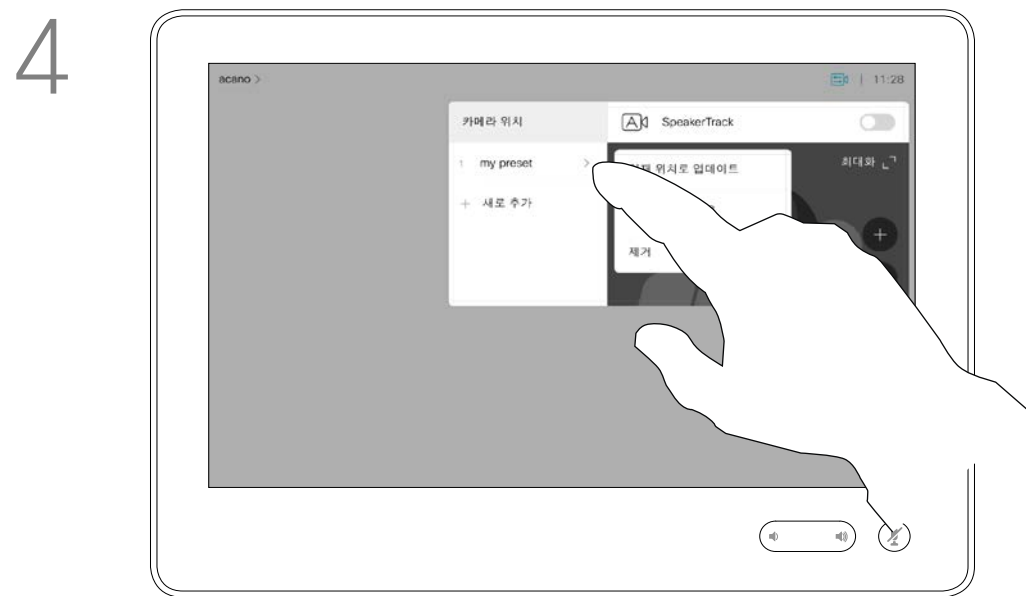 4
acano >
11:28
카메라 위치
SpeakerTrack
1 my preset >
위치로 업데이트
최대화
+ 새로 추가
제거